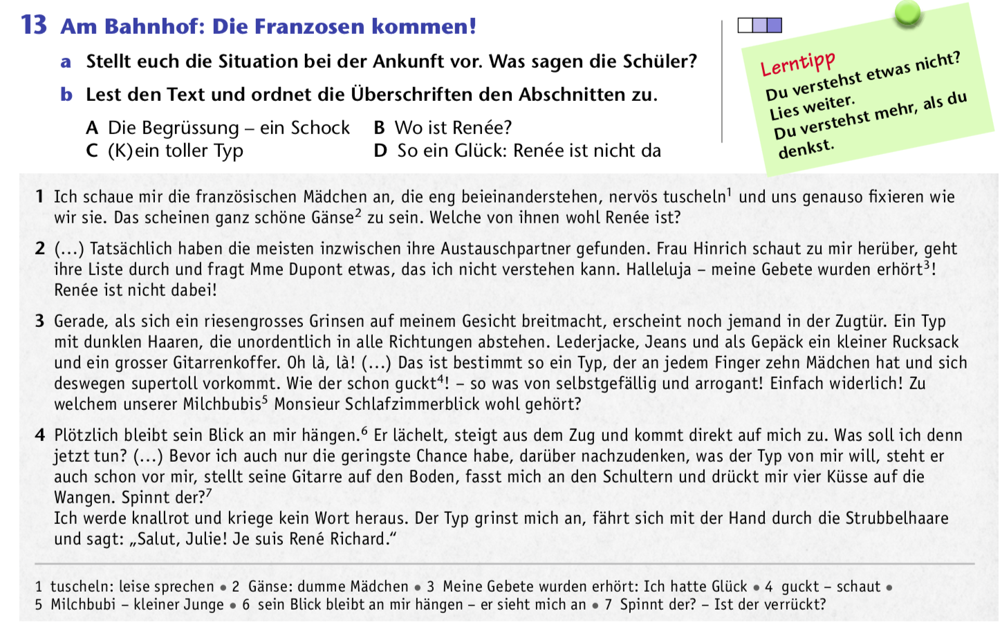 13 Am Bahnhof: Die Franzosen kommen!
a Stellt euch die Situation bei der Ankunft vor. Was sagen die Schüler?
b Lest den Text und ordnet die Überschriften den Abschnitten zu.
A Die Begrüssung – ein Schock B Wo ist Renée?
C (K)ein toller Typ D So ein Glück: Renée ist nicht da
Lerntipp
Du verstehst etwas nicht?
Lies weiter.
Du verstehst mehr, als du
denkst.
1 Ich schaue mir die französischen Mädchen an, die eng beieinanderstehen, nervös tuscheln¹ und uns genauso fixieren wie
wir sie. Das scheinen ganz schöne Gänse² zu sein. Welche von ihnen wohl Renée ist?
2 (…) Tatsächlich haben die meisten inzwischen ihre Austauschpartner gefunden. Frau Hinrich schaut zu mir herüber, geht
ihre Liste durch und fragt Mme Dupont etwas, das ich nicht verstehen kann. Halleluja – meine Gebete wurden erhört³!
Renée ist nicht dabei!
3 Gerade, als sich ein riesengrosses Grinsen auf meinem Gesicht breitmacht, erscheint noch jemand in der Zugtür. Ein Typ
mit dunklen Haaren, die unordentlich in alle Richtungen abstehen. Lederjacke, Jeans und als Gepäck ein kleiner Rucksack
und ein grosser Gitarrenkoffer. Oh là, là! (…) Das ist bestimmt so ein Typ, der an jedem Finger zehn Mädchen hat und sich
deswegen supertoll vorkommt. Wie der schon guckt⁴! – so was von selbstgefällig und arrogant! Einfach widerlich! Zu
welchem unserer Milchbubis⁵ Monsieur Schlafzimmerblick wohl gehört?
4 Plötzlich bleibt sein Blick an mir hängen.⁶ Er lächelt, steigt aus dem Zug und kommt direkt auf mich zu. Was soll ich denn
jetzt tun? (…) Bevor ich auch nur die geringste Chance habe, darüber nachzudenken, was der Typ von mir will, steht er
auch schon vor mir, stellt seine Gitarre auf den Boden, fasst mich an den Schultern und drückt mir vier Küsse auf die
Wangen. Spinnt der?⁷
Ich werde knallrot und kriege kein Wort heraus. Der Typ grinst mich an, fährt sich mit der Hand durch die Strubbelhaare
und sagt: „Salut, Julie! Je suis René Richard.“
1 tuscheln: leise sprechen • 2 Gänse: dumme Mädchen • 3 Meine Gebete wurden erhört: Ich hatte Glück • 4 guckt – schaut •
5 Milchbubi – kleiner Junge • 6 sein Blick bleibt an mir hängen – er sieht mich an • 7 Spinnt der? – Ist der verrückt?